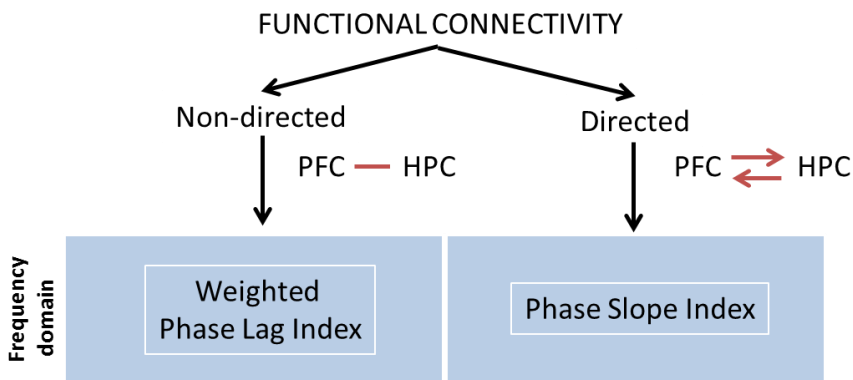 FUNCTIONAL CONNECTIVITY
Non-directed
Directed
PFC HPC
PFC HPC
Frequency
domain
Weighted
Phase Lag Index
Phase Slope Index